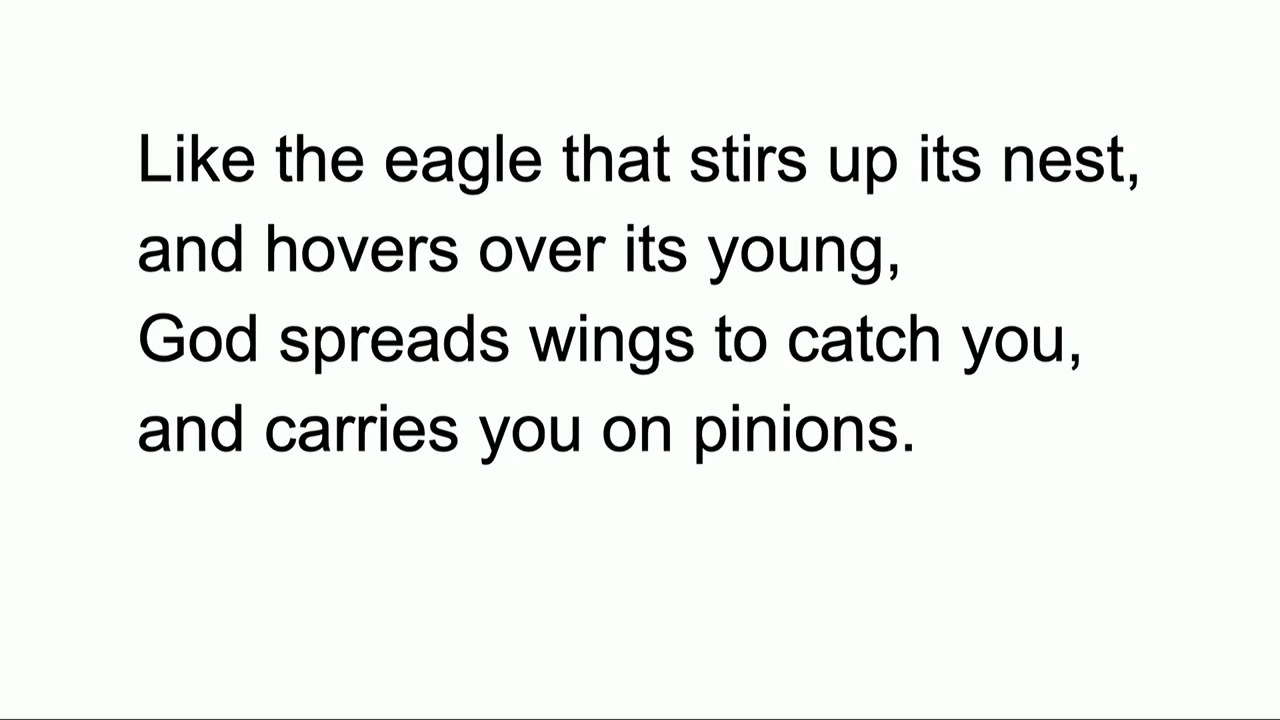 Like the eagle that stirs up its nest,
and hovers over its young,
God spreads wings to catch you,
and carries you on pinions.